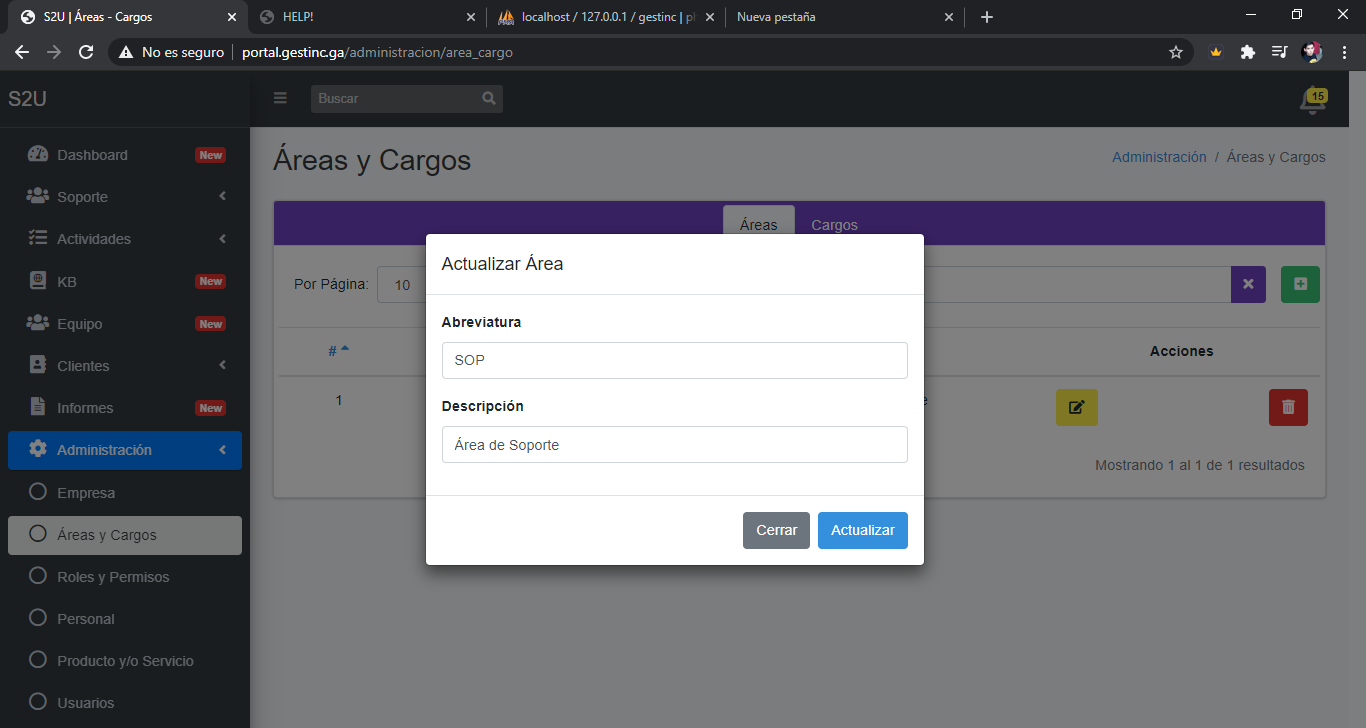 S2U | Áreas - Cargos
HELP!
localhost / 127.0.0.1 / gestinc | ph
Nueva pestaña
No es seguro
portal.gestinc.ga/administracion/area_cargo
S2U
Buscar
15
Dashboard New
Soporte
Actividades
KB New
Equipo New
Clientes
Informes New
Administración
Empresa
Áreas y Cargos
Roles y Permisos
Personal
Producto y/o Servicio
Usuarios
Áreas y Cargos
Administración / Áreas y Cargos
Áreas Cargos
Por Página: 10
# Acciones
1
Mostrando 1 al 1 de 1 resultados
Actualizar Área
Abreviatura
SOP
Descripción
Área de Soporte
Cerrar Actualizar